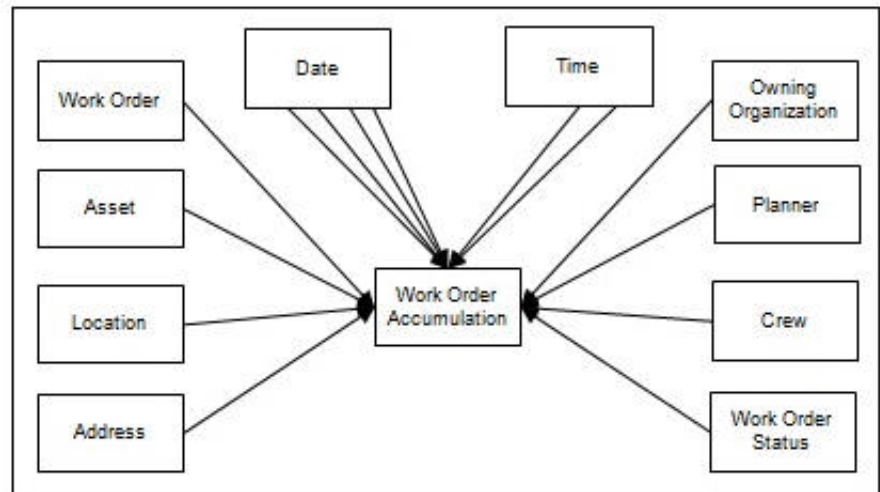 Date
Time
Work Order
Owning
Organization
Asset
Planner
Work Order
Accumulation
Location
Crew
Address
Work Order
Status